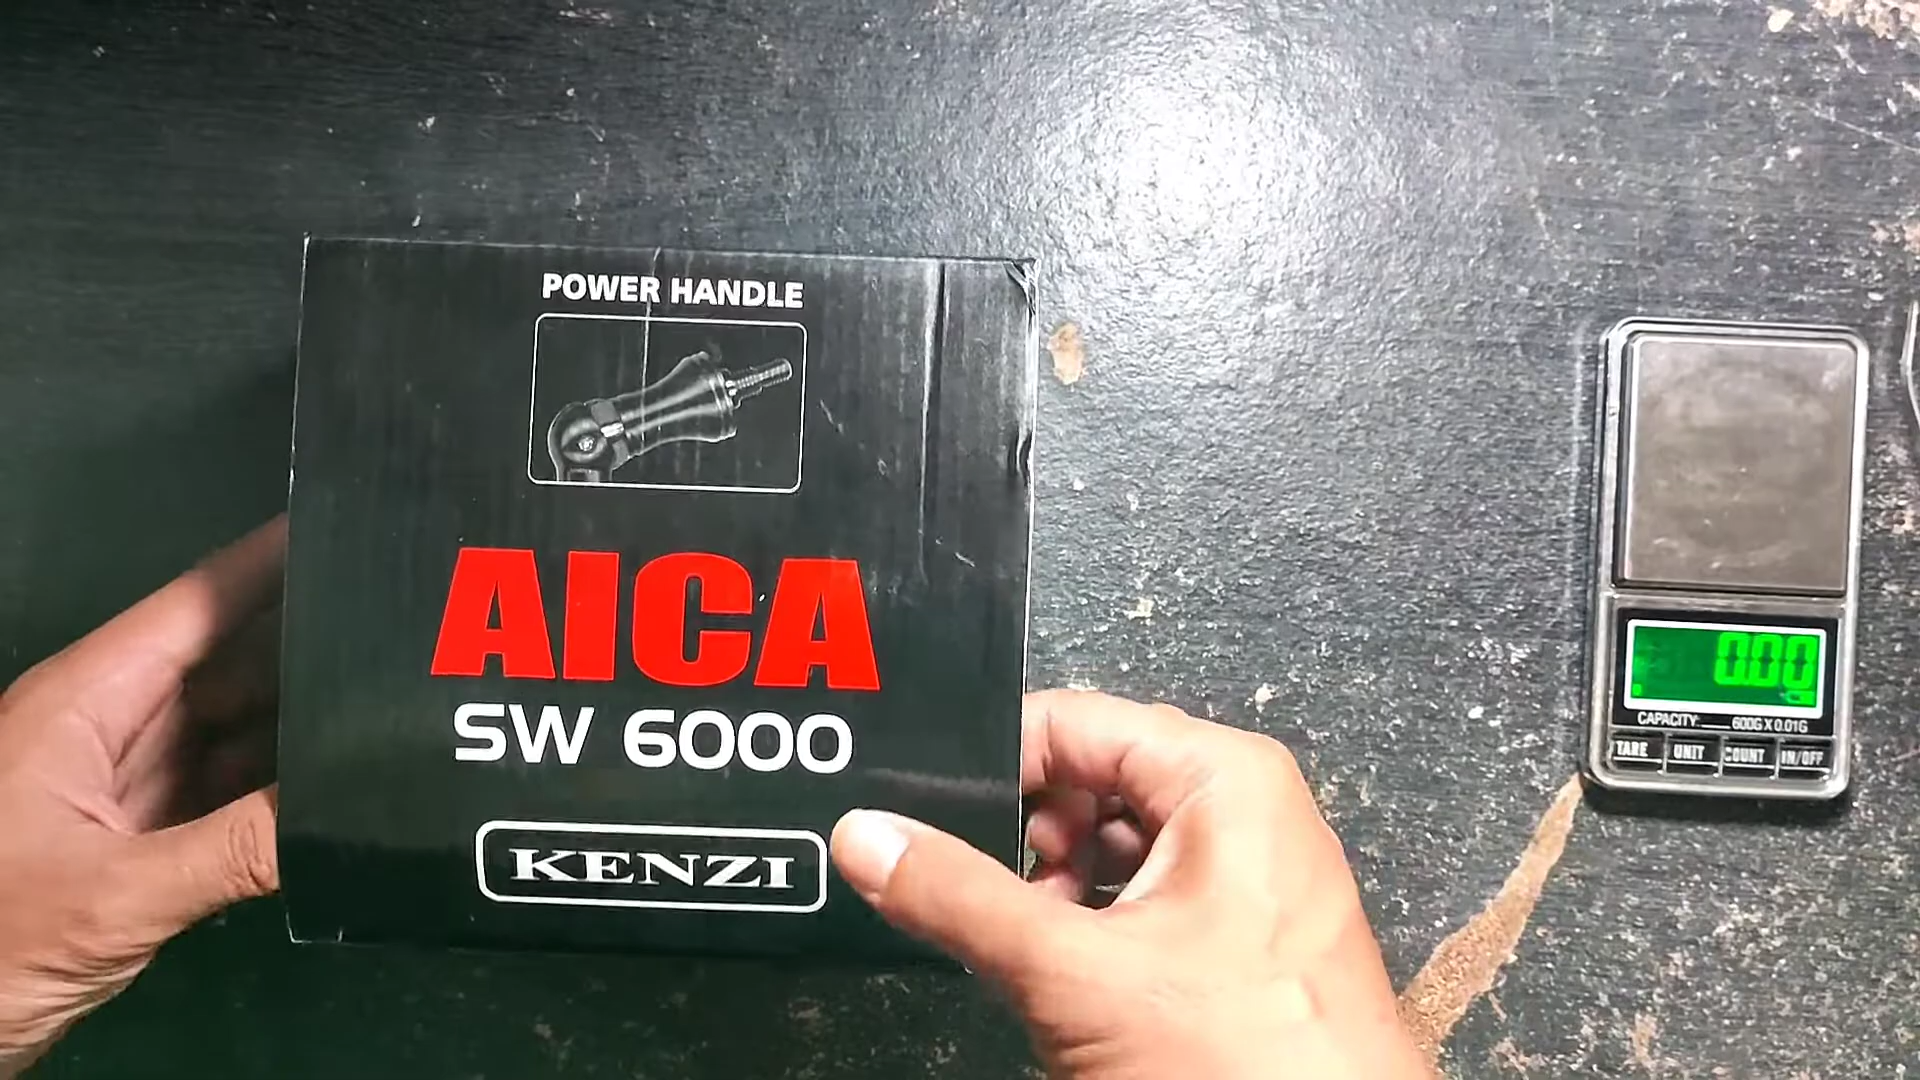 POWER HANDLE
AICA
SW 6000
KENZI
0.00
CAPACITY: 600G X 0.01G
TARE UNIT COUNT ON/OFF